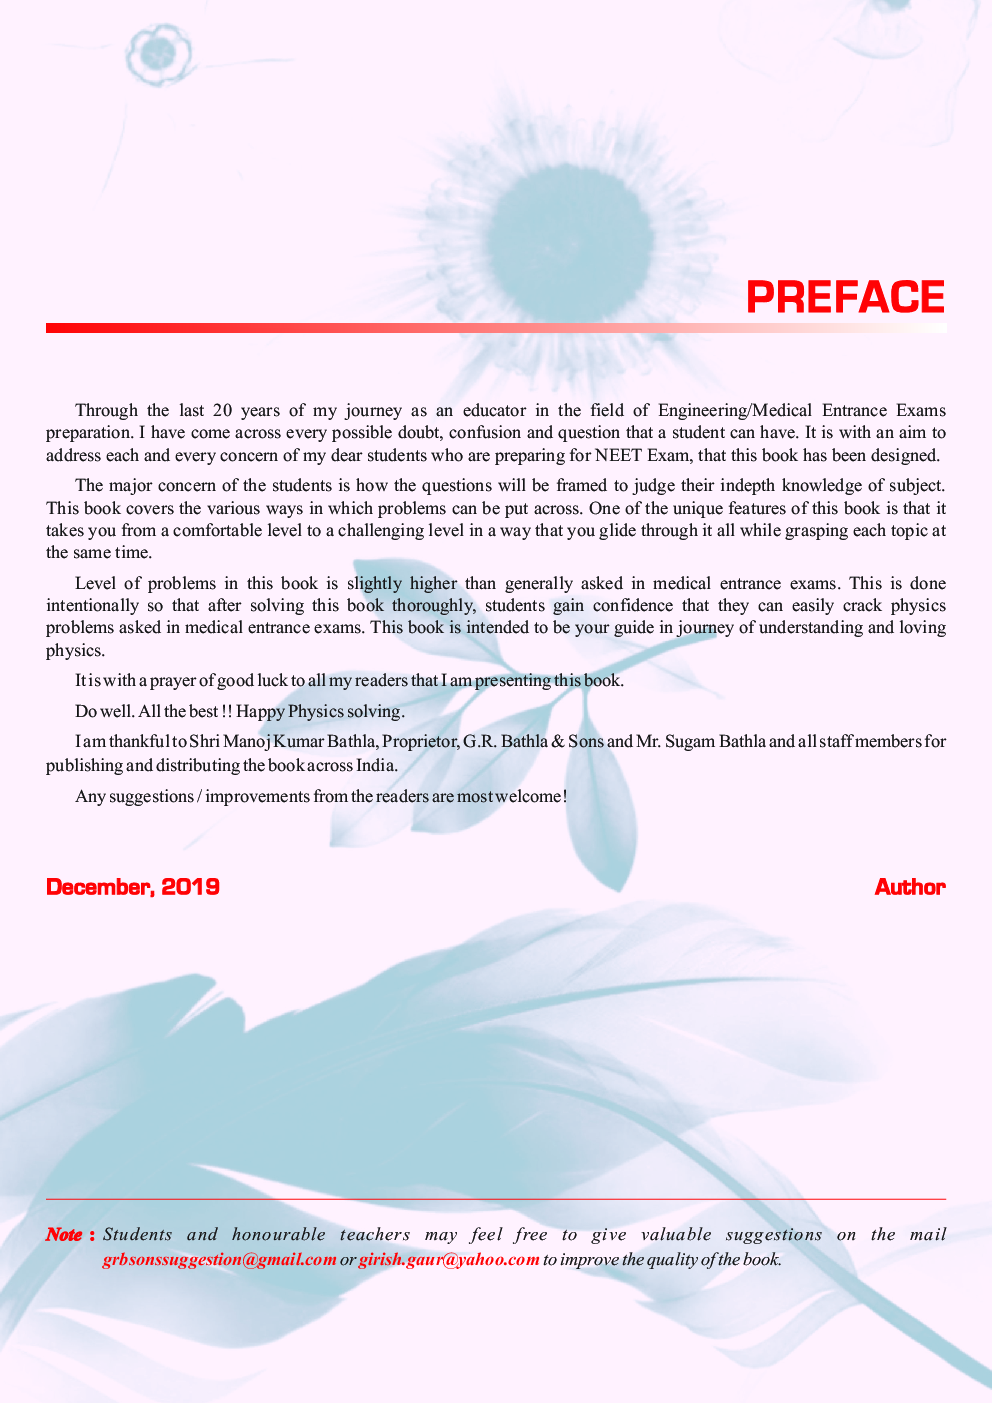 PREFACE
Through the last 20 years of my journey as an educator in the field of Engineering/Medical Entrance Exams
preparation. I have come across every possible doubt, confusion and question that a student can have. It is with an aim to
address each and every concern of my dear students who are preparing for NEET Exam, that this book has been designed.
The major concern of the students is how the questions will be framed to judge their indepth knowledge of subject.
This book covers the various ways in which problems can be put across. One of the unique features of this book is that it
takes you from a comfortable level to a challenging level in a way that you glide through it all while grasping each topic at
the same time.
Level of problems in this book is slightly higher than generally asked in medical entrance exams. This is done
intentionally so that after solving this book thoroughly, students gain confidence that they can easily crack physics
problems asked in medical entrance exams. This book is intended to be your guide in journey of understanding and loving
physics.
It is with a prayer of good luck to all my readers that I am presenting this book.
Do well. All the best !! Happy Physics solving.
I am thankful to Shri Manoj Kumar Bathla, Proprietor, G.R. Bathla & Sons and Mr. Sugam Bathla and all staff members for
publishing and distributing the book across India.
Any suggestions / improvements from the readers are most welcome!
December, 2019 Author
Note : Students and honourable teachers may feel free to give valuable suggestions on the mail
grbsonssuggestion@gmail.com or girish.gaur@yahoo.com to improve the quality of the book.